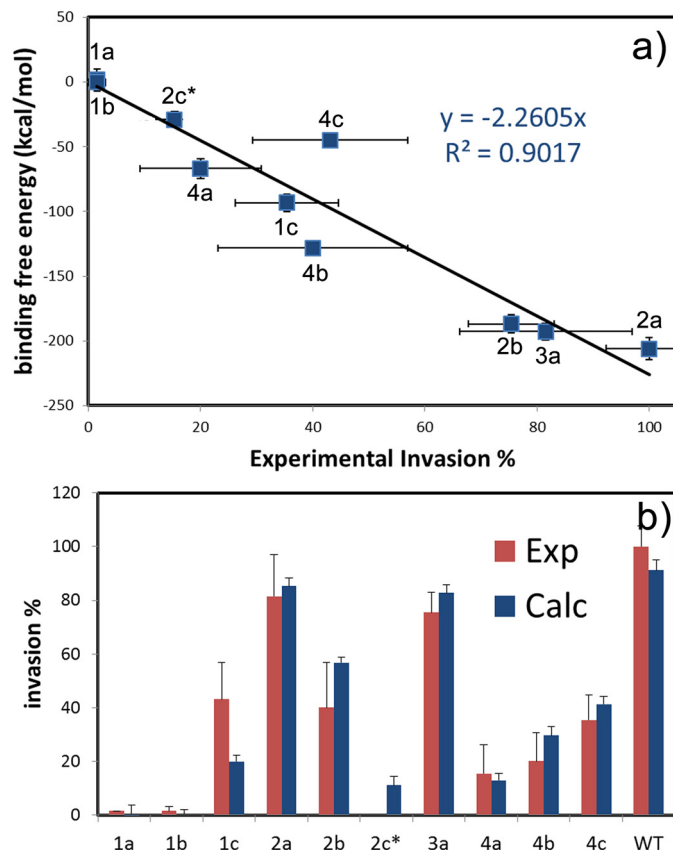 a)
50
0
-50
-100
-150
-200
-250
binding free energy (kcal/mol)
1a
1b
2c*
4a
4c
1c
4b
2b
3a
2a
y = -2.2605x
R² = 0.9017
0 20 40 60 80 100
Experimental Invasion %
b)
120
100
80
60
40
20
0
invasion %
Exp
Calc
1a 1b 1c 2a 2b 2c* 3a 4a 4b 4c WT